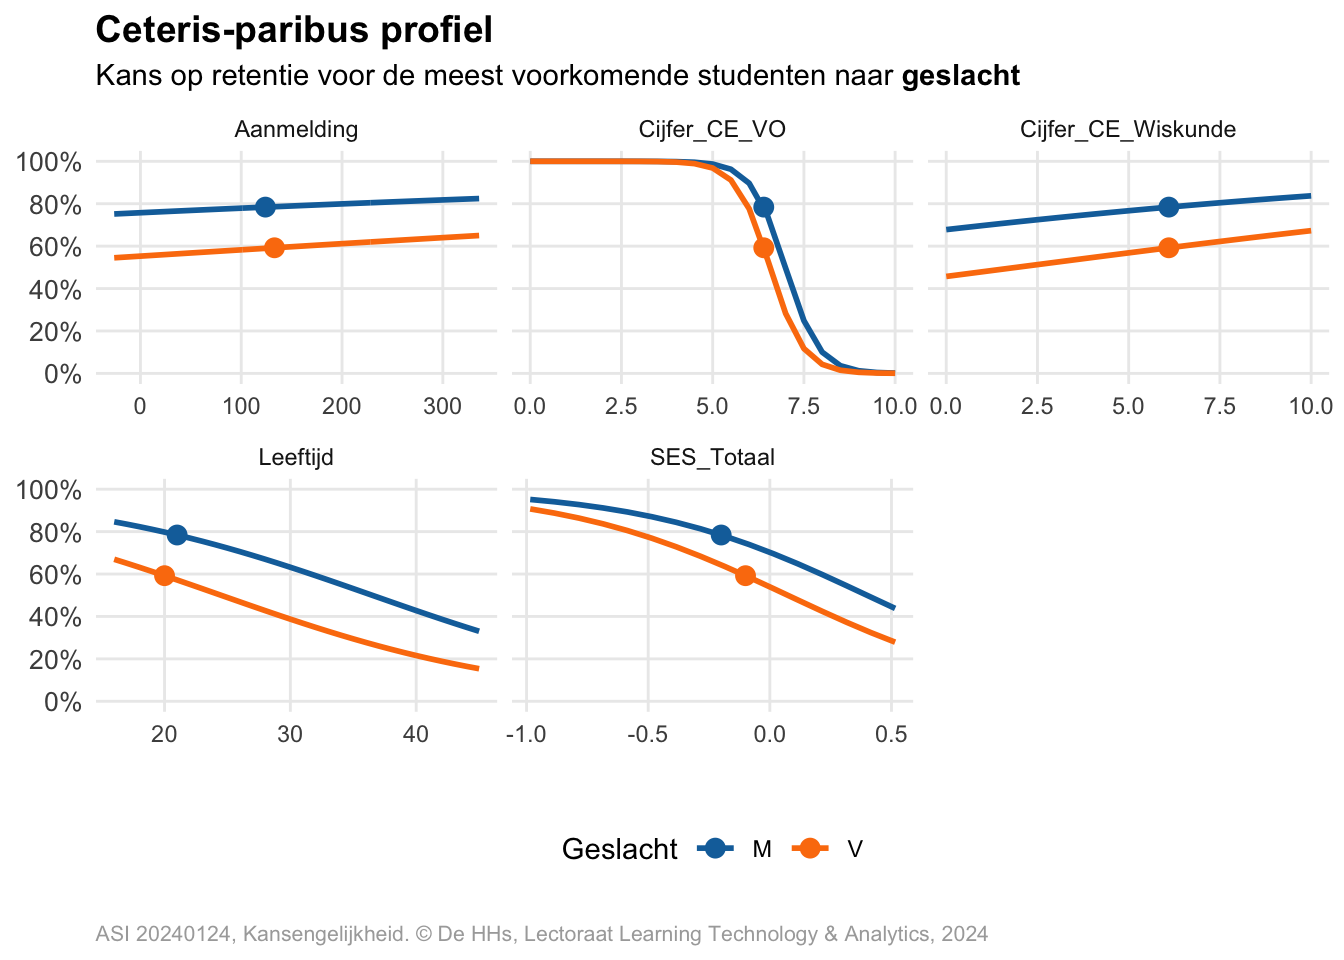 Ceteris-paribus profiel
Kans op retentie voor de meest voorkomende studenten naar geslacht
Aanmelding Cijfer_CE_VO Cijfer_CE_Wiskunde
100%
80%
60%
40%
20%
0%
0 100 200 300 0.0 2.5 5.0 7.5 10.0 0.0 2.5 5.0 7.5 10.0
Leeftijd SES_Totaal
100%
80%
60%
40%
20%
0%
20 30 40 -1.0 -0.5 0.0 0.5
Geslacht M V
ASI 20240124, Kansengelijkheid. © De HHs, Lectoraat Learning Technology & Analytics, 2024